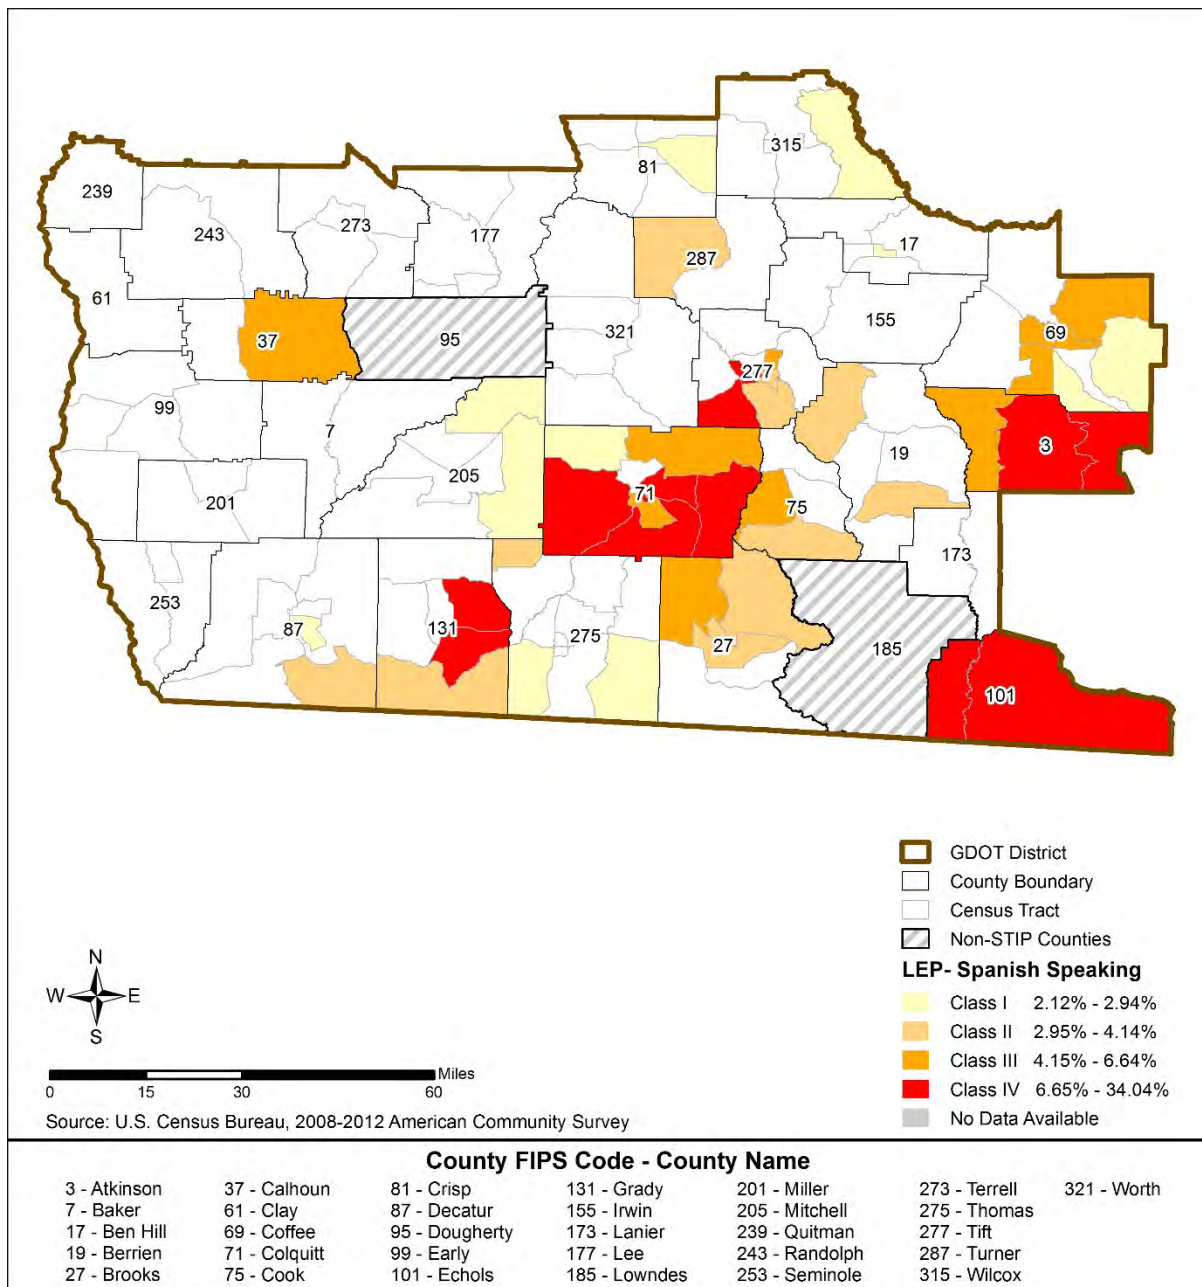 315
81
239
17
273
243
177
287
61
155
69
321
37
95
277
99
7
3
19
205
71
201
75
173
253
87
131
275
27
185
101
GDOT District
County Boundary
Census Tract
Non-STIP Counties
LEP- Spanish Speaking
Class I 2.12% - 2.94%
Class II 2.95% - 4.14%
Class III 4.15% - 6.64%
Class IV 6.65% - 34.04%
No Data Available
N
W E
S
Miles
0 15 30 60
Source: U.S. Census Bureau, 2008-2012 American Community Survey
County FIPS Code - County Name
3 - Atkinson 37 - Calhoun 81 - Crisp 131 - Grady 201 - Miller 273 - Terrell 321 - Worth
7 - Baker 61 - Clay 87 - Decatur 155 - Irwin 205 - Mitchell 275 - Thomas
17 - Ben Hill 69 - Coffee 95 - Dougherty 173 - Lanier 239 - Quitman 277 - Tift
19 - Berrien 71 - Colquitt 99 - Early 177 - Lee 243 - Randolph 287 - Turner
27 - Brooks 75 - Cook 101 - Echols 185 - Lowndes 253 - Seminole 315 - Wilcox